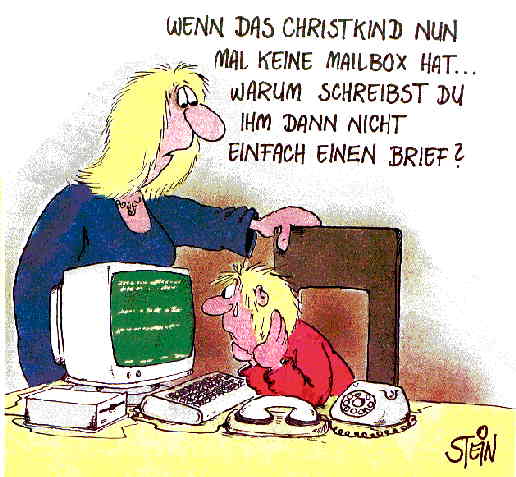 WENN DAS CHRISTKIND NUN
MAL KEINE MAILBOX HAT...
WARUM SCHREIBST DU
IHM DANN NICHT
EINFACH EINEN BRIEF?
STEIN